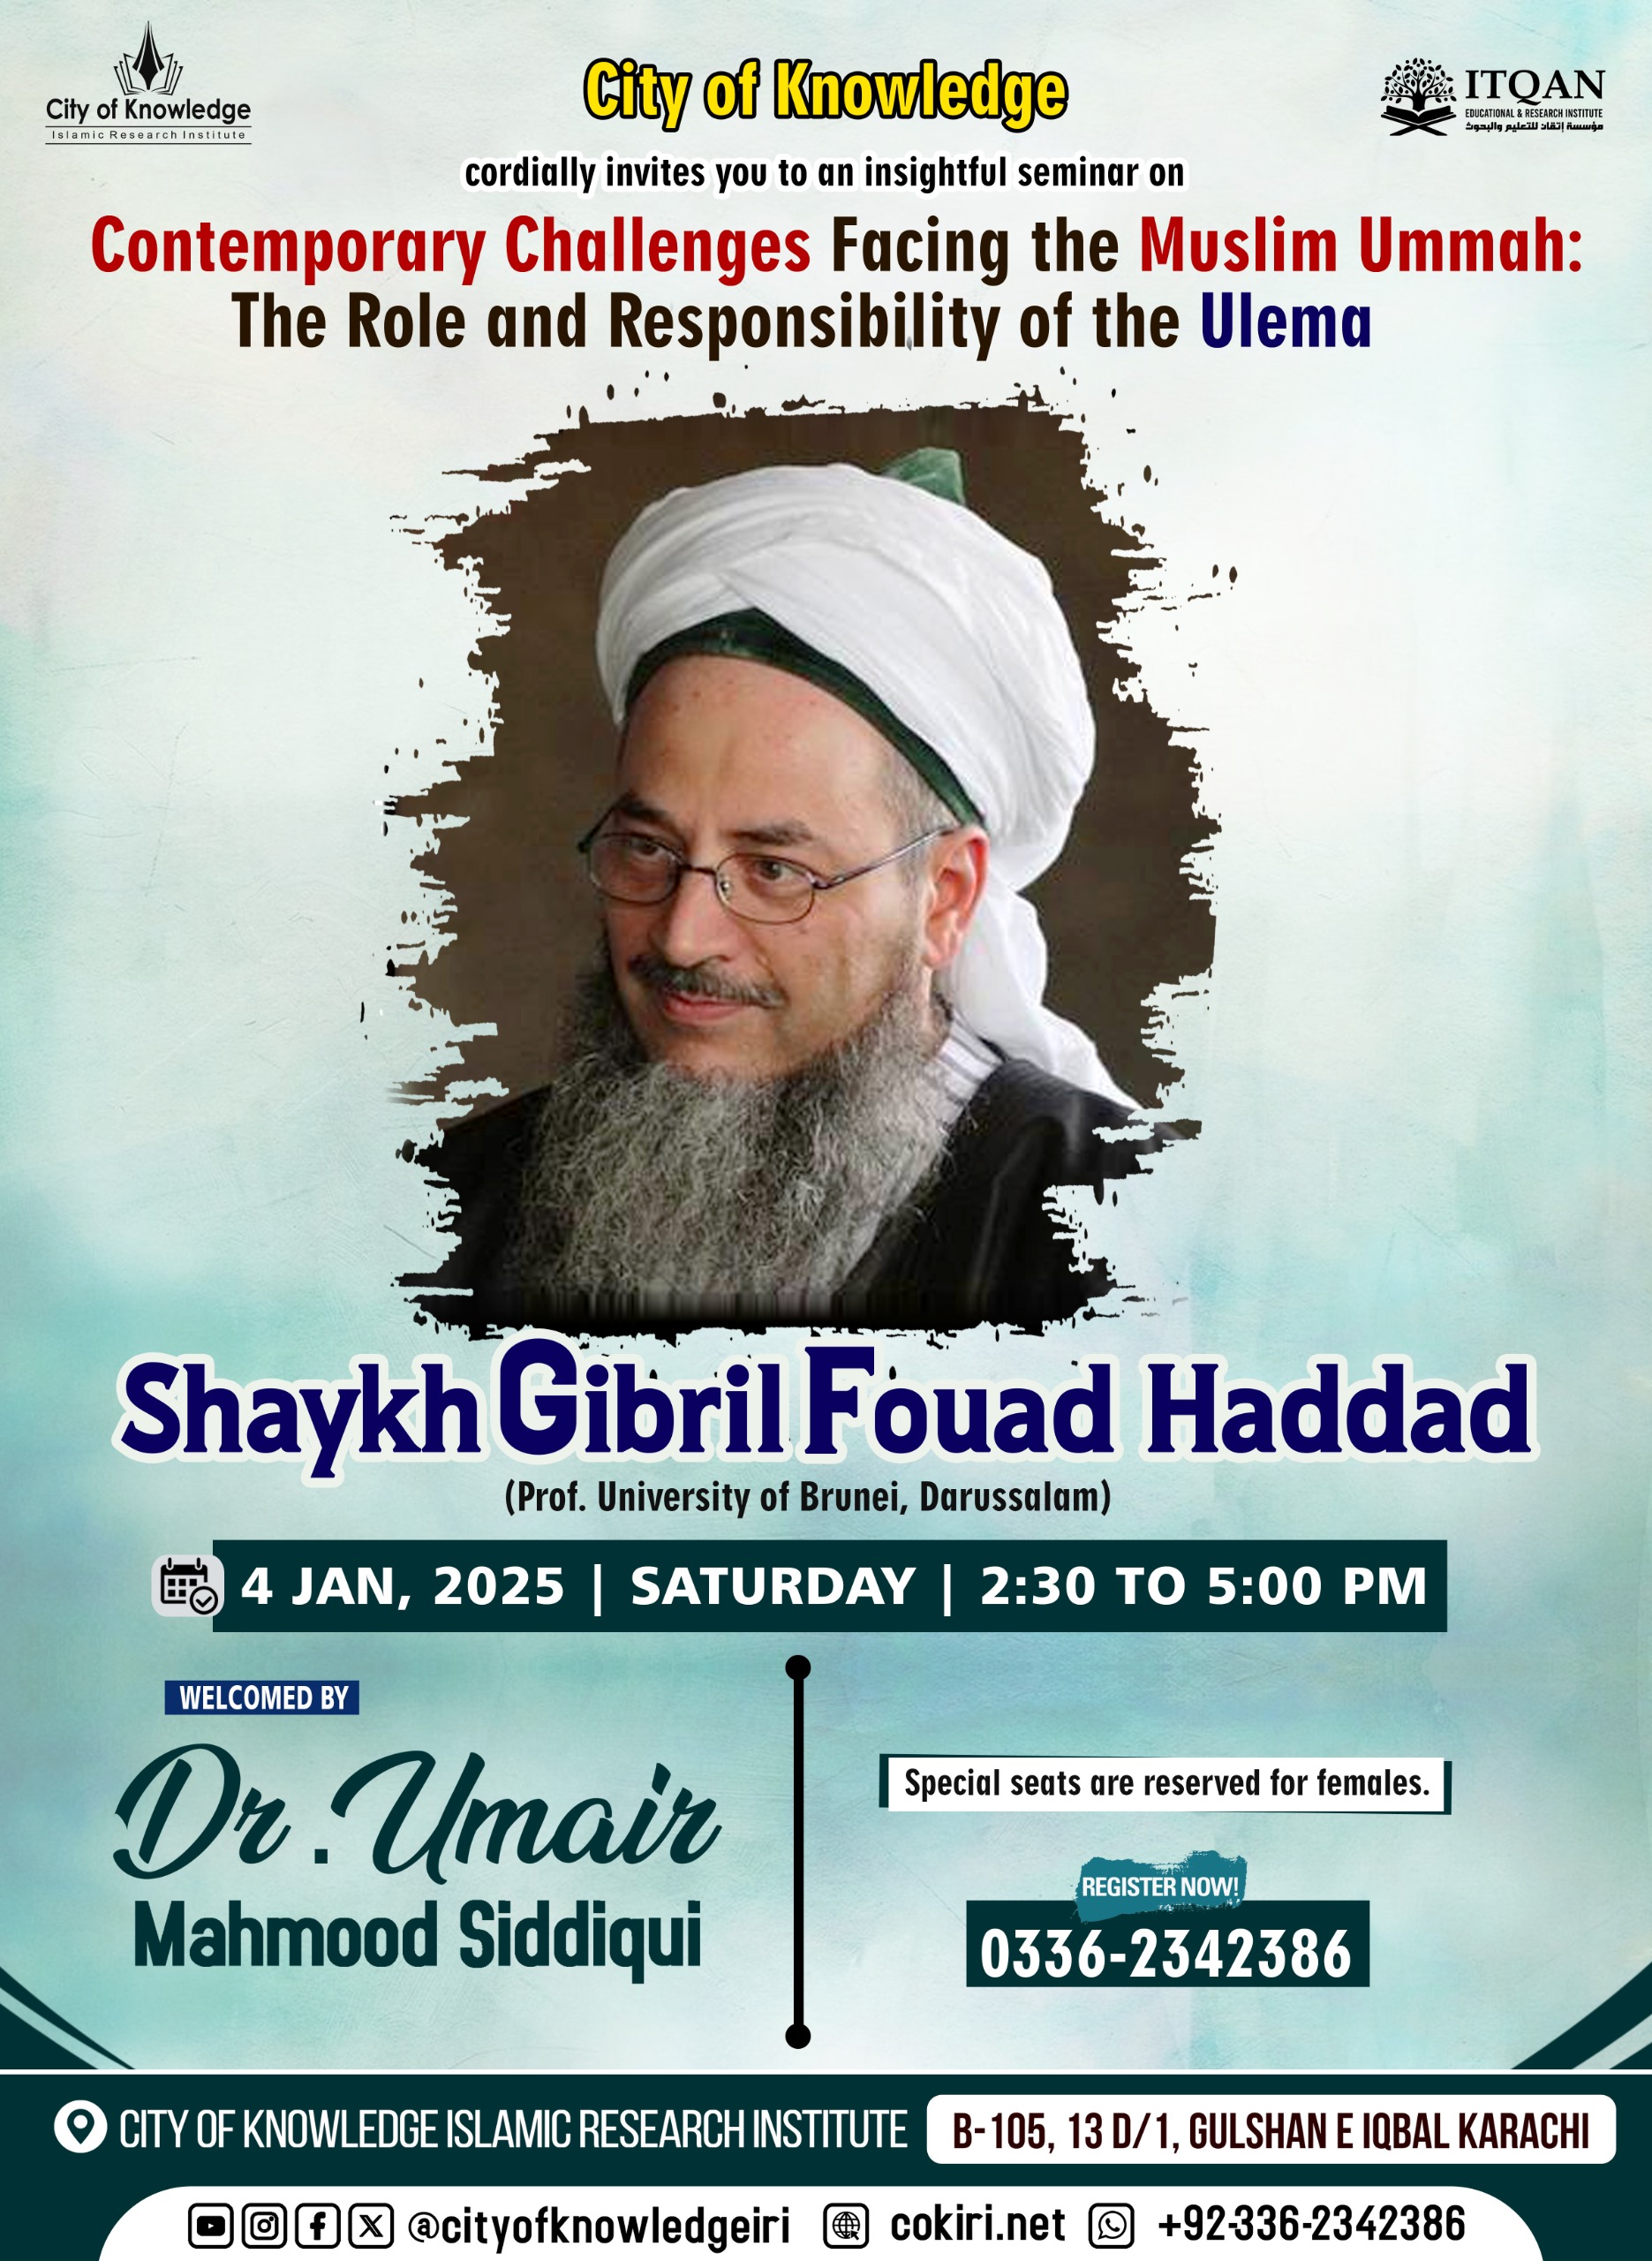 City of Knowledge
Islamic Research Institute
City of Knowledge
ITQAN
EDUCATIONAL & RESEARCH INSTITUTE
مؤسسة إتقان للتعليم والبحوث
cordially invites you to an insightful seminar on
Contemporary Challenges Facing the Muslim Ummah:
The Role and Responsibility of the Ulema
Shaykh Gibril Fouad Haddad
(Prof. University of Brunei, Darussalam)
4 JAN, 2025 | SATURDAY | 2:30 TO 5:00 PM
WELCOMED BY
Dr. Umair
Mahmood Siddiqui
Special seats are reserved for females.
REGISTER NOW!
0336-2342386
CITY OF KNOWLEDGE ISLAMIC RESEARCH INSTITUTE B-105, 13 D/1, GULSHAN E IQBAL KARACHI
@cityofknowledgeiri cokiri.net +92-336-2342386